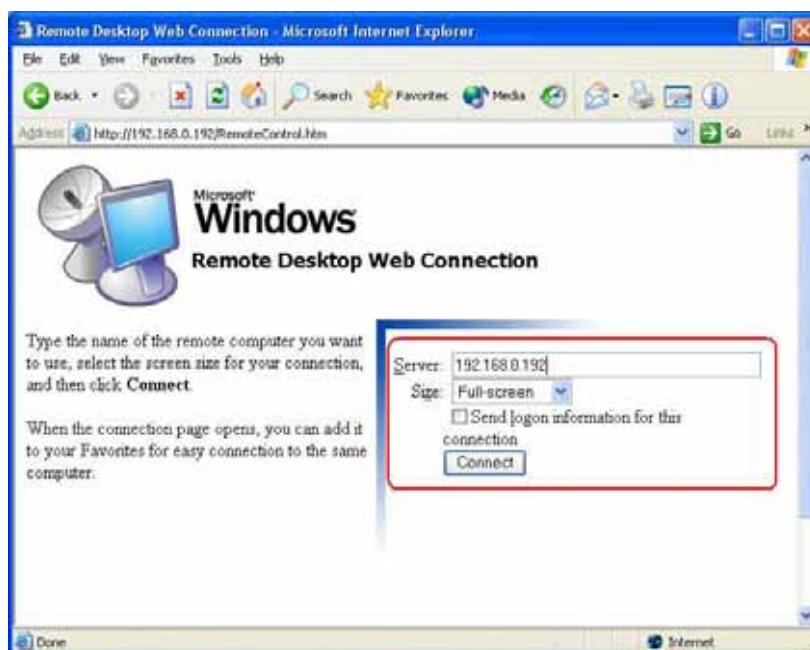 Remote Desktop Web Connection - Microsoft Internet Explorer
File Edit View Favorites Tools Help
Back Search Favorites Media
Address http://192.168.0.192/RemoteControl.htm Go Links »
Microsoft
Windows
Remote Desktop Web Connection
Type the name of the remote computer you want
to use, select the screen size for your connection,
and then click Connect.
When the connection page opens, you can add it
to your Favorites for easy connection to the same
computer.
Server: 192.168.0.192
Size: Full-screen
Send logon information for this
connection
Connect
Done Internet